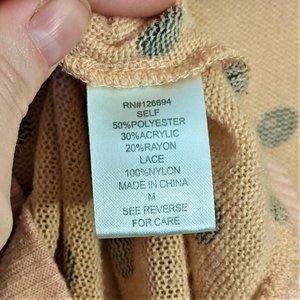 RN#126694
SELF
50%POLYESTER
30%ACRYLIC
20%RAYON
LACE
100%NYLON
MADE IN CHINA
M
SEE REVERSE
FOR CARE